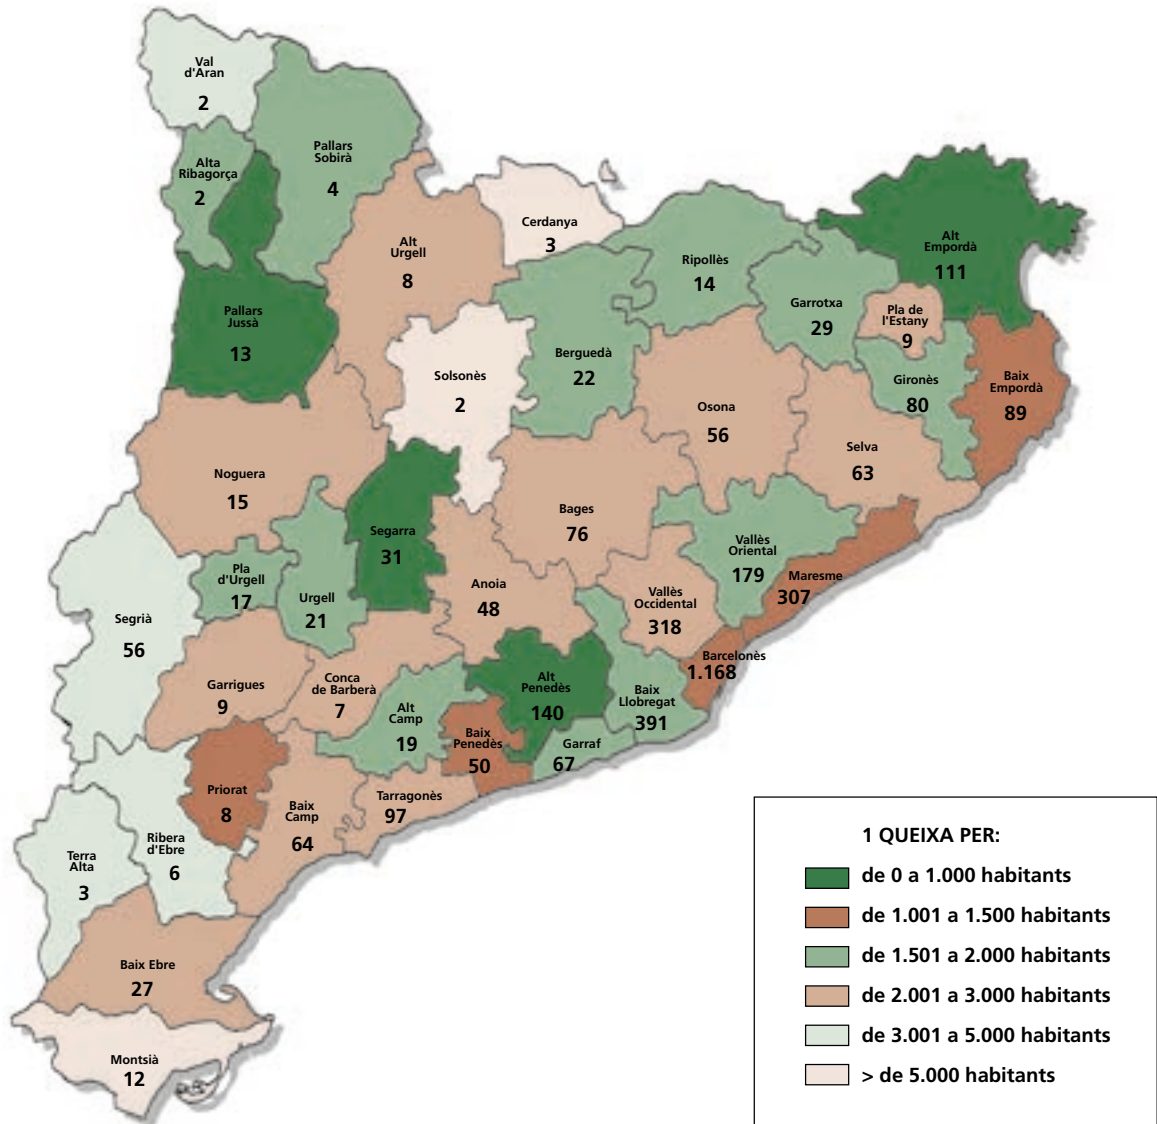 Val
d'Aran
2
Pallars
Sobirà
4
Alta
Ribagorça
2
Alt
Urgell
8
Cerdanya
3
Ripollès
14
Alt
Empordà
111
Garrotxa
29
Pla de
l'Estany
9
Pallars
Jussà
13
Berguedà
22
Solsonès
2
Gironès
80
Baix
Empordà
89
Osona
56
Selva
63
Noguera
15
Bages
76
Segarra
31
Vallès
Oriental
179
Pla
d'Urgell
17
Urgell
21
Anoia
48
Vallès
Occidental
318
Maresme
307
Segrià
56
Barcelonès
1.168
Garrigues
9
Conca
de Barberà
7
Alt
Penedès
140
Baix
Llobregat
391
Alt
Camp
19
Baix
Penedès
50
Garraf
67
Priorat
8
Baix
Camp
64
Tarragonès
97
Ribera
d'Ebre
6
Terra
Alta
3
Baix Ebre
27
Montsià
12
1 QUEIXA PER:
de 0 a 1.000 habitants
de 1.001 a 1.500 habitants
de 1.501 a 2.000 habitants
de 2.001 a 3.000 habitants
de 3.001 a 5.000 habitants
> de 5.000 habitants